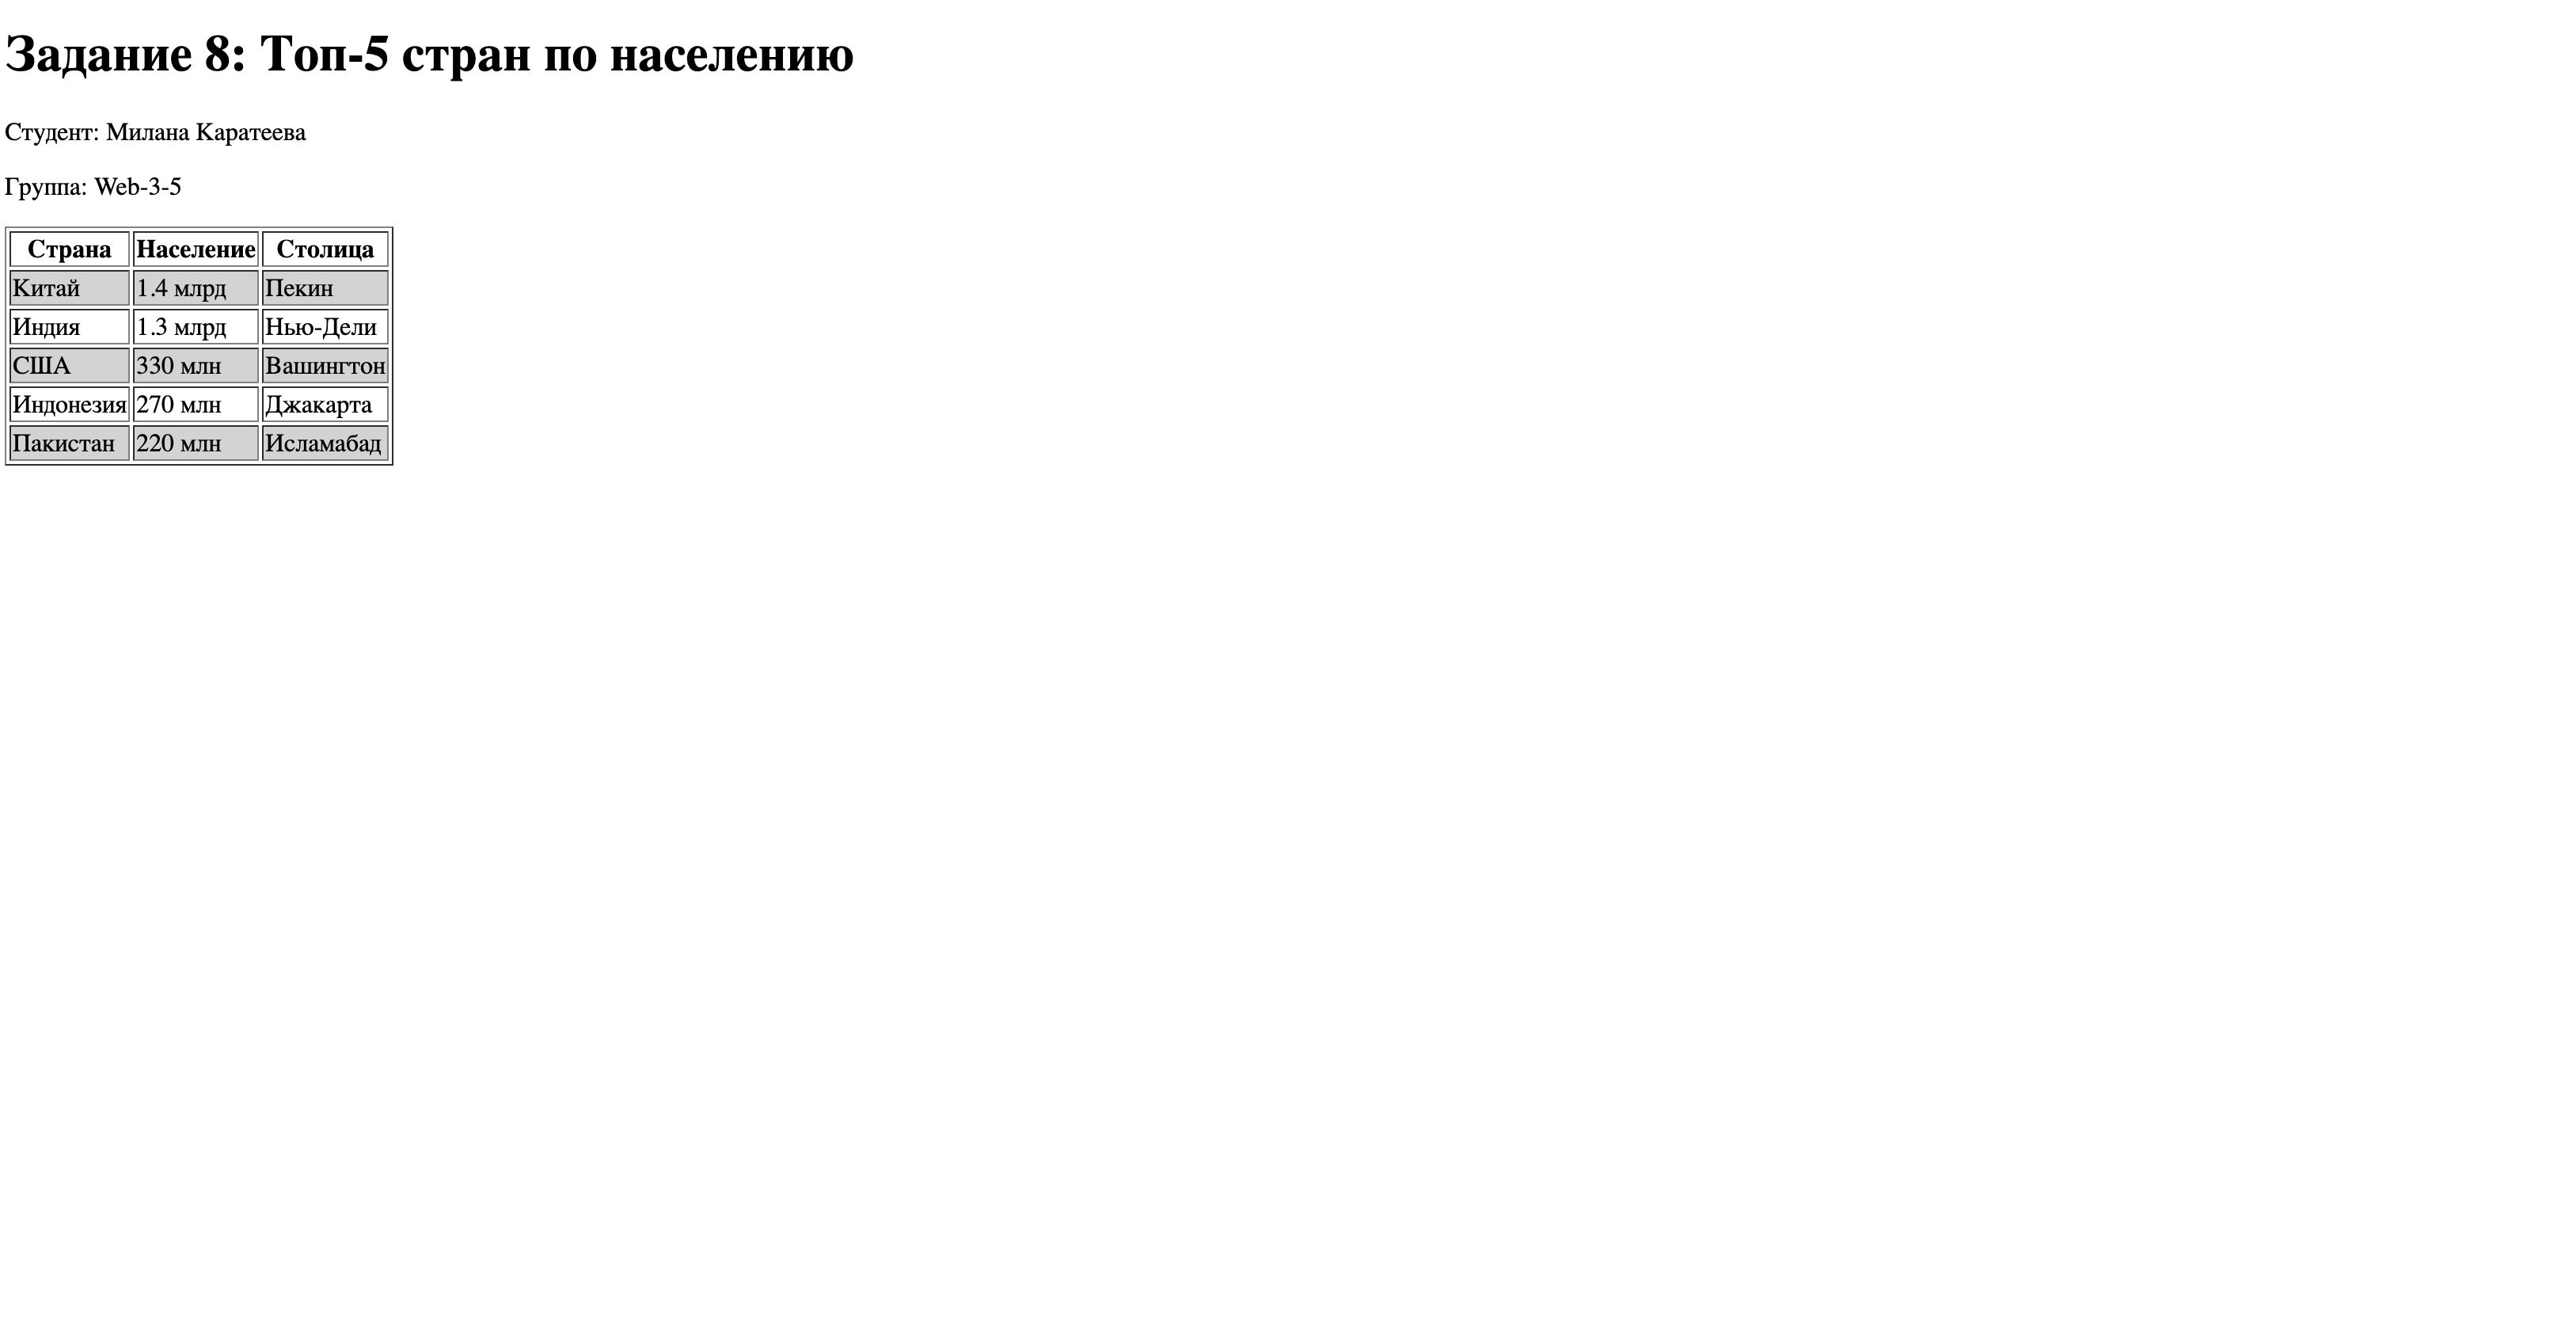 Задание 8: Топ-5 стран по населению
Студент: Милана Каратеева
Группа: Web-3-5
Страна Население Столица
Китай 1.4 млрд Пекин
Индия 1.3 млрд Нью-Дели
США 330 млн Вашингтон
Индонезия 270 млн Джакарта
Пакистан 220 млн Исламабад